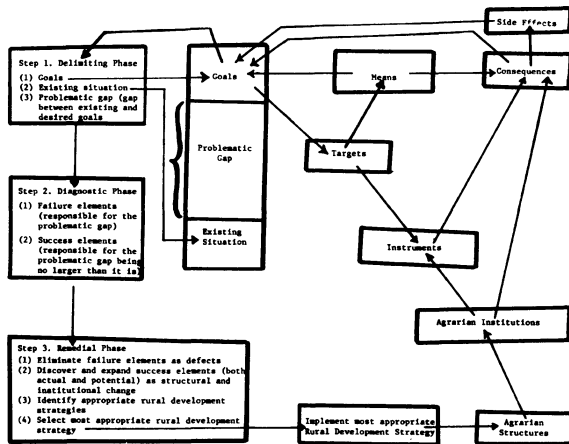 Side Effects
Step 1. Delimiting Phase
(1) Goals
(2) Existing situation
(3) Problematic gap (gap
between existing and
desired goals
Goals
Means
Consequences
Problematic
Gap
Targets
Step 2. Diagnostic Phase
(1) Failure elements
(responsible for the
problematic gap)
(2) Success elements
(responsible for the
problematic gap being
no larger than it is)
Existing
Situation
Instruments
Agrarian Institutions
Step 3. Remedial Phase
(1) Eliminate failure elements as defects
(2) Discover and expand success elements (both
actual and potential) as structural and
institutional change
(3) Identify appropriate rural development
strategies
(4) Select most appropriate rural development
strategy
Implement most appropriate
Rural Development Strategy
Agrarian
Structures